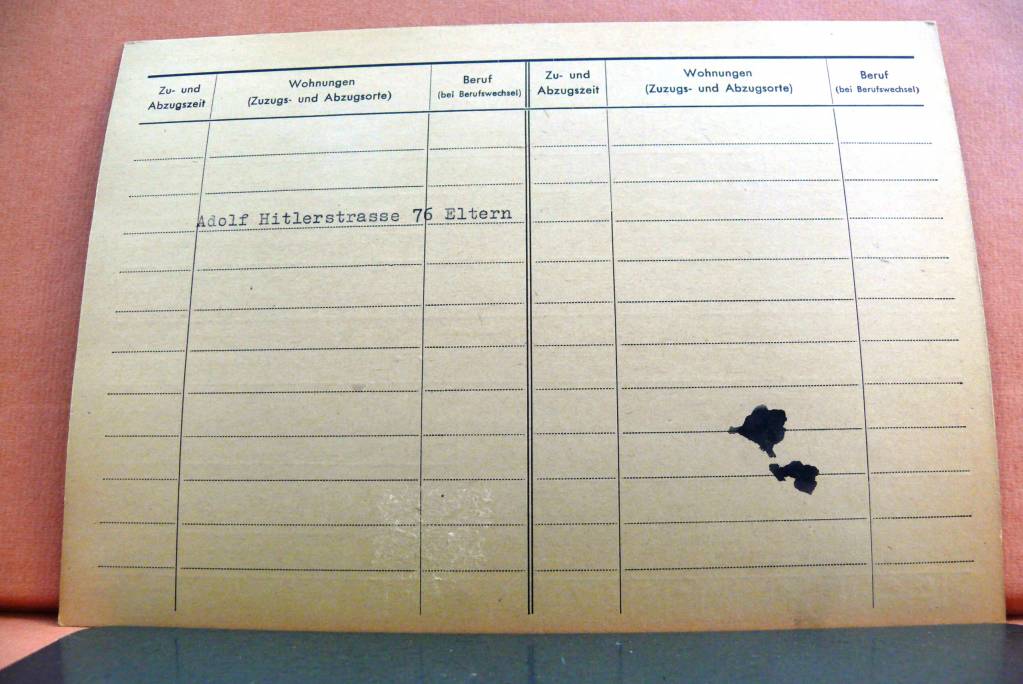 Zu- und Abzugszeit
Wohnungen
(Zuzugs- und Abzugsorte)
Beruf
(bei Berufswechsel)
Zu- und Abzugszeit
Wohnungen
(Zuzugs- und Abzugsorte)
Beruf
(bei Berufswechsel)
Adolf Hitlerstrasse 76 Eltern